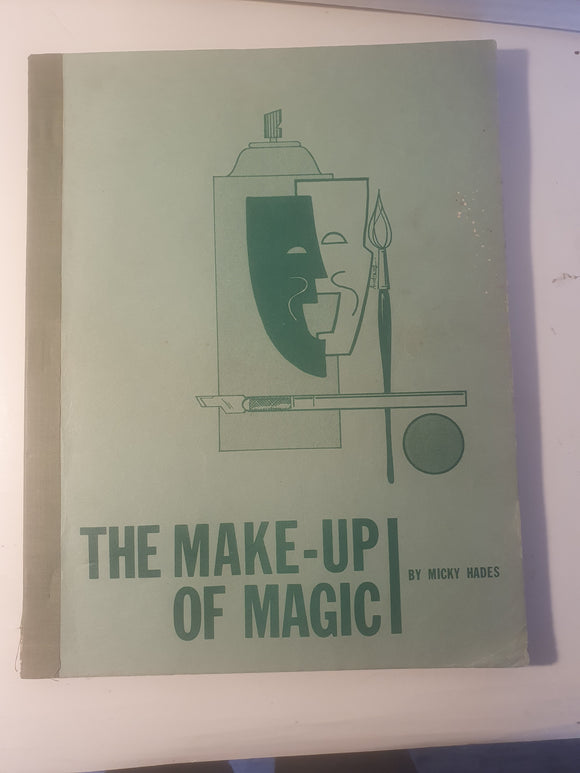 THE MAKE-UP
OF MAGIC
BY MICKY HADES